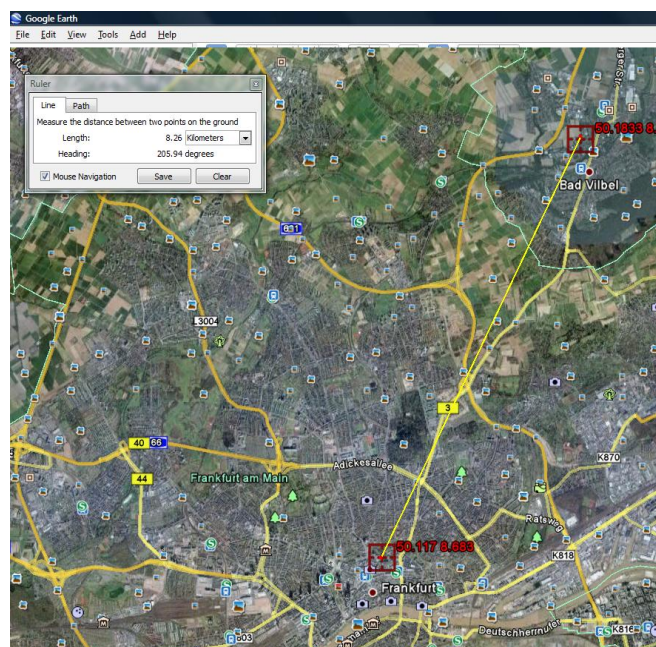 Google Earth
File Edit View Tools Add Help
Ruler
Line Path
Measure the distance between two points on the ground
Length: 8.26 Kilometers
Heading: 205.94 degrees
Mouse Navigation Save Clear
50.1833 8.
Bad Vilbel
L3004
3
40 66
44
Adickesallee
Frankfurt am Main
K870
Ratsweg
50.117 8.683
K818
Frankfurt
Deutschherrnufer
K816